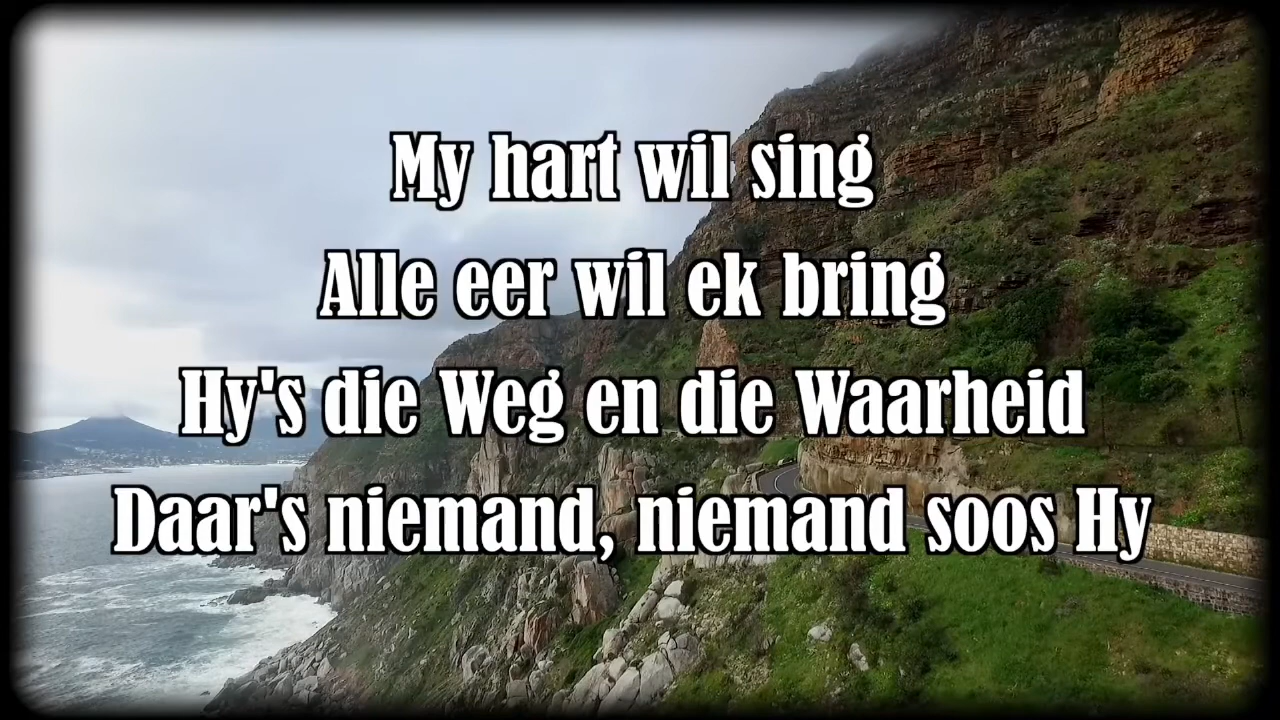 My hart wil sing
Alle eer wil ek bring
Hy's die Weg en die Waarheid
Daar's niemand, niemand soos Hy